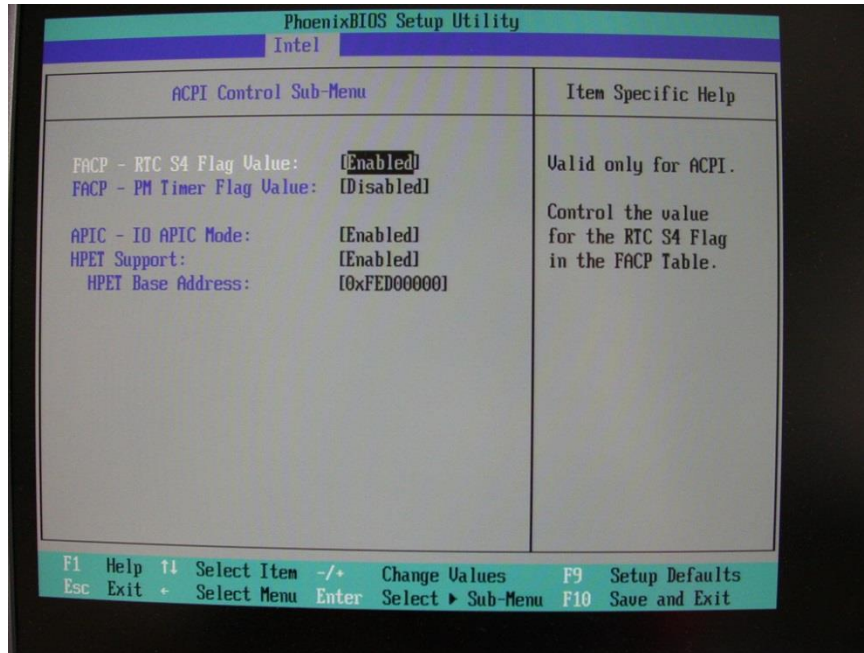 PhoenixBIOS Setup Utility
Intel
ACPI Control Sub-Menu
Item Specific Help
FACP - RTC S4 Flag Value: [Enabled]
FACP - PM Timer Flag Value: [Disabled]
APIC - IO APIC Mode: [Enabled]
HPET Support: [Enabled]
HPET Base Address: [0xFED00000]
Valid only for ACPI.
Control the value
for the RTC S4 Flag
in the FACP Table.
F1 Help ↑↓ Select Item -/+ Change Values F9 Setup Defaults
Esc Exit ← Select Menu Enter Select ▶ Sub-Menu F10 Save and Exit